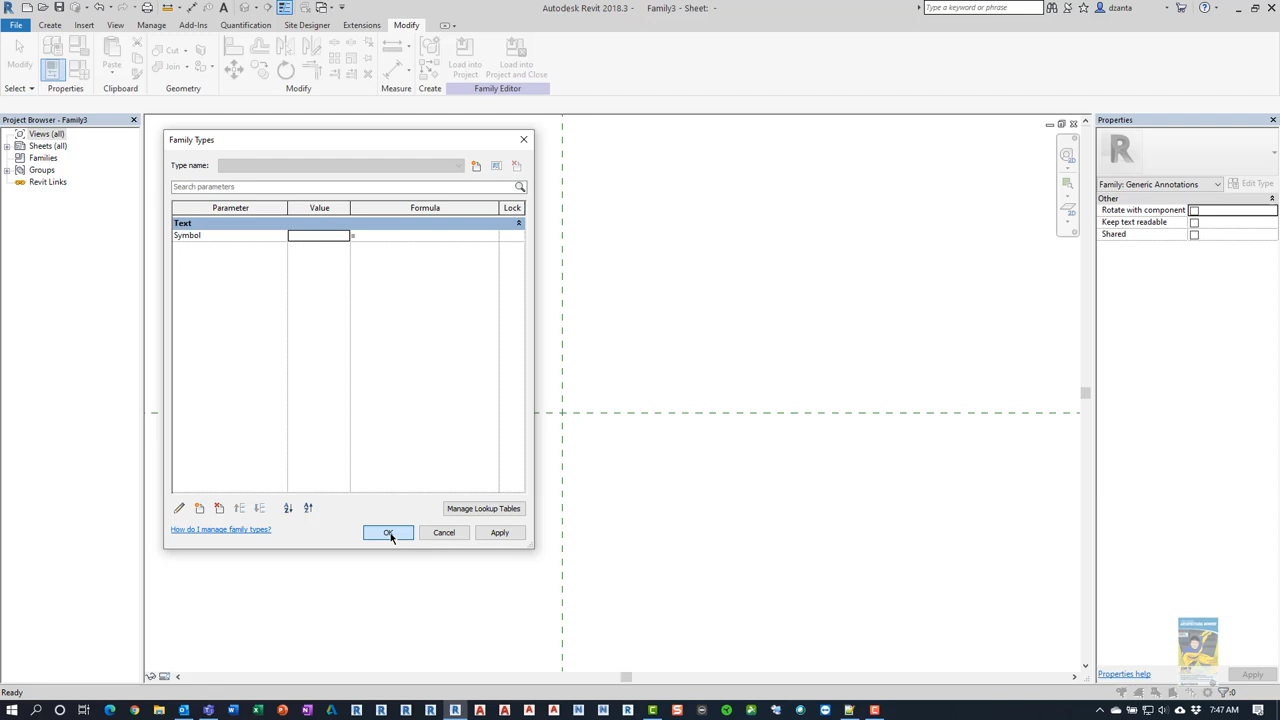 Autodesk Revit 2018.3 - Family3 - Sheet: -
Type a keyword or phrase
dzanta
File Create Insert View Manage Quantification Site Designer Extensions Modify
Modify
Paste
Cut
Join
Load into
Project
Load into
Project and Close
Select Properties Clipboard Geometry Modify Measure Create Family Editor
Project Browser - Family3
Views (all)
Sheets (all)
Families
Groups
Revit Links
Family Types
Type name:
Search parameters
Parameter Value Formula Lock
Text
Symbol =
Manage Lookup Tables
How do I manage family types?
OK Cancel Apply
Properties
Family: Generic Annotations Edit Type
Other
Rotate with component
Keep text readable
Shared
Properties help Apply
Ready
:0
7:47 AM